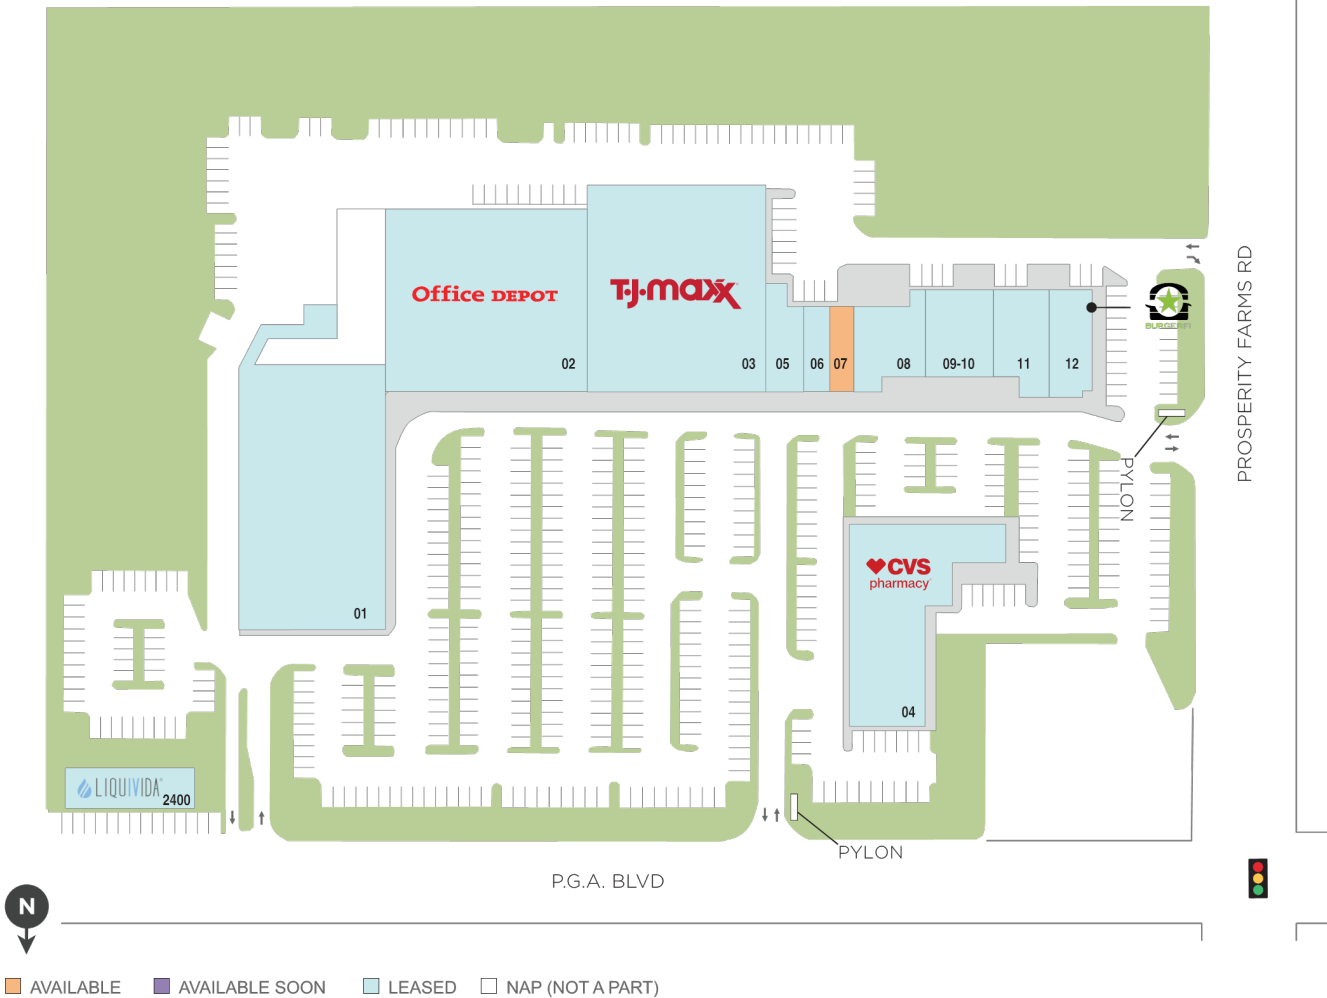 Office DEPOT
T·J·maxx
02
03
05
06
07
08
09-10
11
12
BURGERFI
PROSPERITY FARMS RD
PYLON
CVS
pharmacy
01
04
LIQUIVIDA
2400
PYLON
P.G.A. BLVD
N
AVAILABLE
AVAILABLE SOON
LEASED
NAP (NOT A PART)